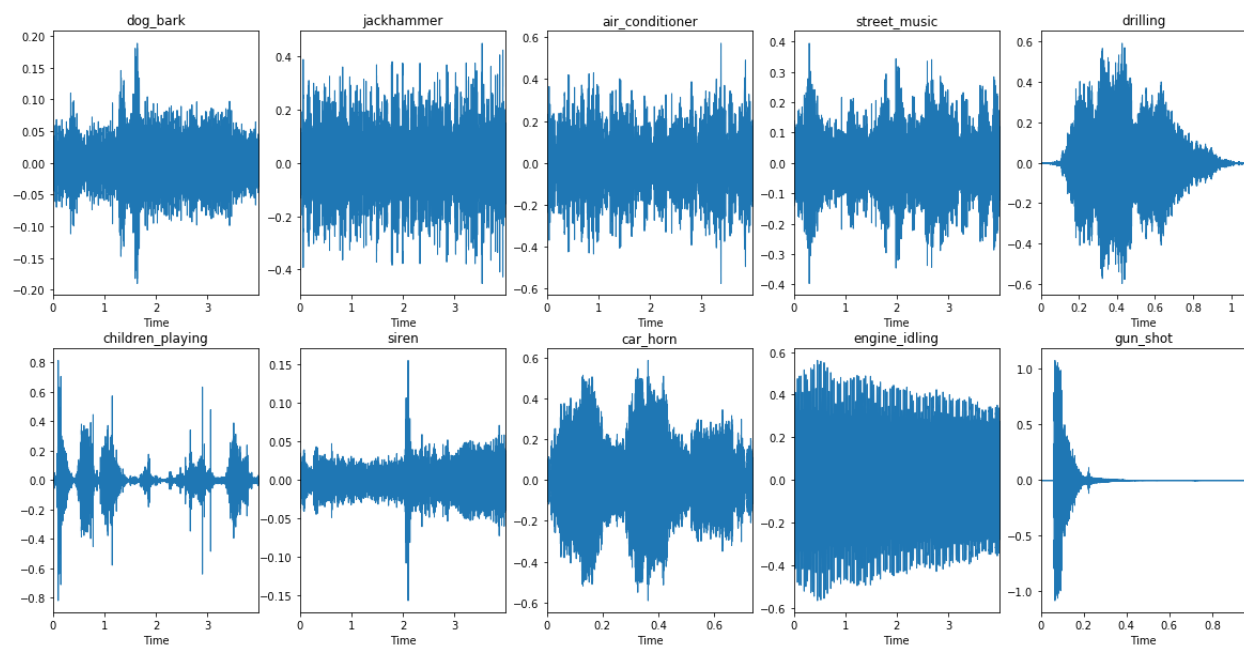 dog_bark
jackhammer
air_conditioner
street_music
drilling
0.20
0.15
0.10
0.05
0.00
−0.05
−0.10
−0.15
−0.20
0 1 2 3
Time
0.4
0.2
0.0
−0.2
−0.4
0 1 2 3
Time
0.6
0.4
0.2
0.0
−0.2
−0.4
−0.6
0 1 2 3
Time
0.4
0.3
0.2
0.1
0.0
−0.1
−0.2
−0.3
−0.4
0 1 2 3
Time
0.6
0.4
0.2
0.0
−0.2
−0.4
−0.6
0 0.2 0.4 0.6 0.8 1
Time
children_playing
siren
car_horn
engine_idling
gun_shot
0.8
0.6
0.4
0.2
0.0
−0.2
−0.4
−0.6
−0.8
0 1 2 3
Time
0.15
0.10
0.05
0.00
−0.05
−0.10
−0.15
0 1 2 3
Time
0.6
0.4
0.2
0.0
−0.2
−0.4
−0.6
0 0.2 0.4 0.6
Time
0.6
0.4
0.2
0.0
−0.2
−0.4
−0.6
0 1 2 3
Time
1.0
0.5
0.0
−0.5
−1.0
0 0.2 0.4 0.6 0.8
Time